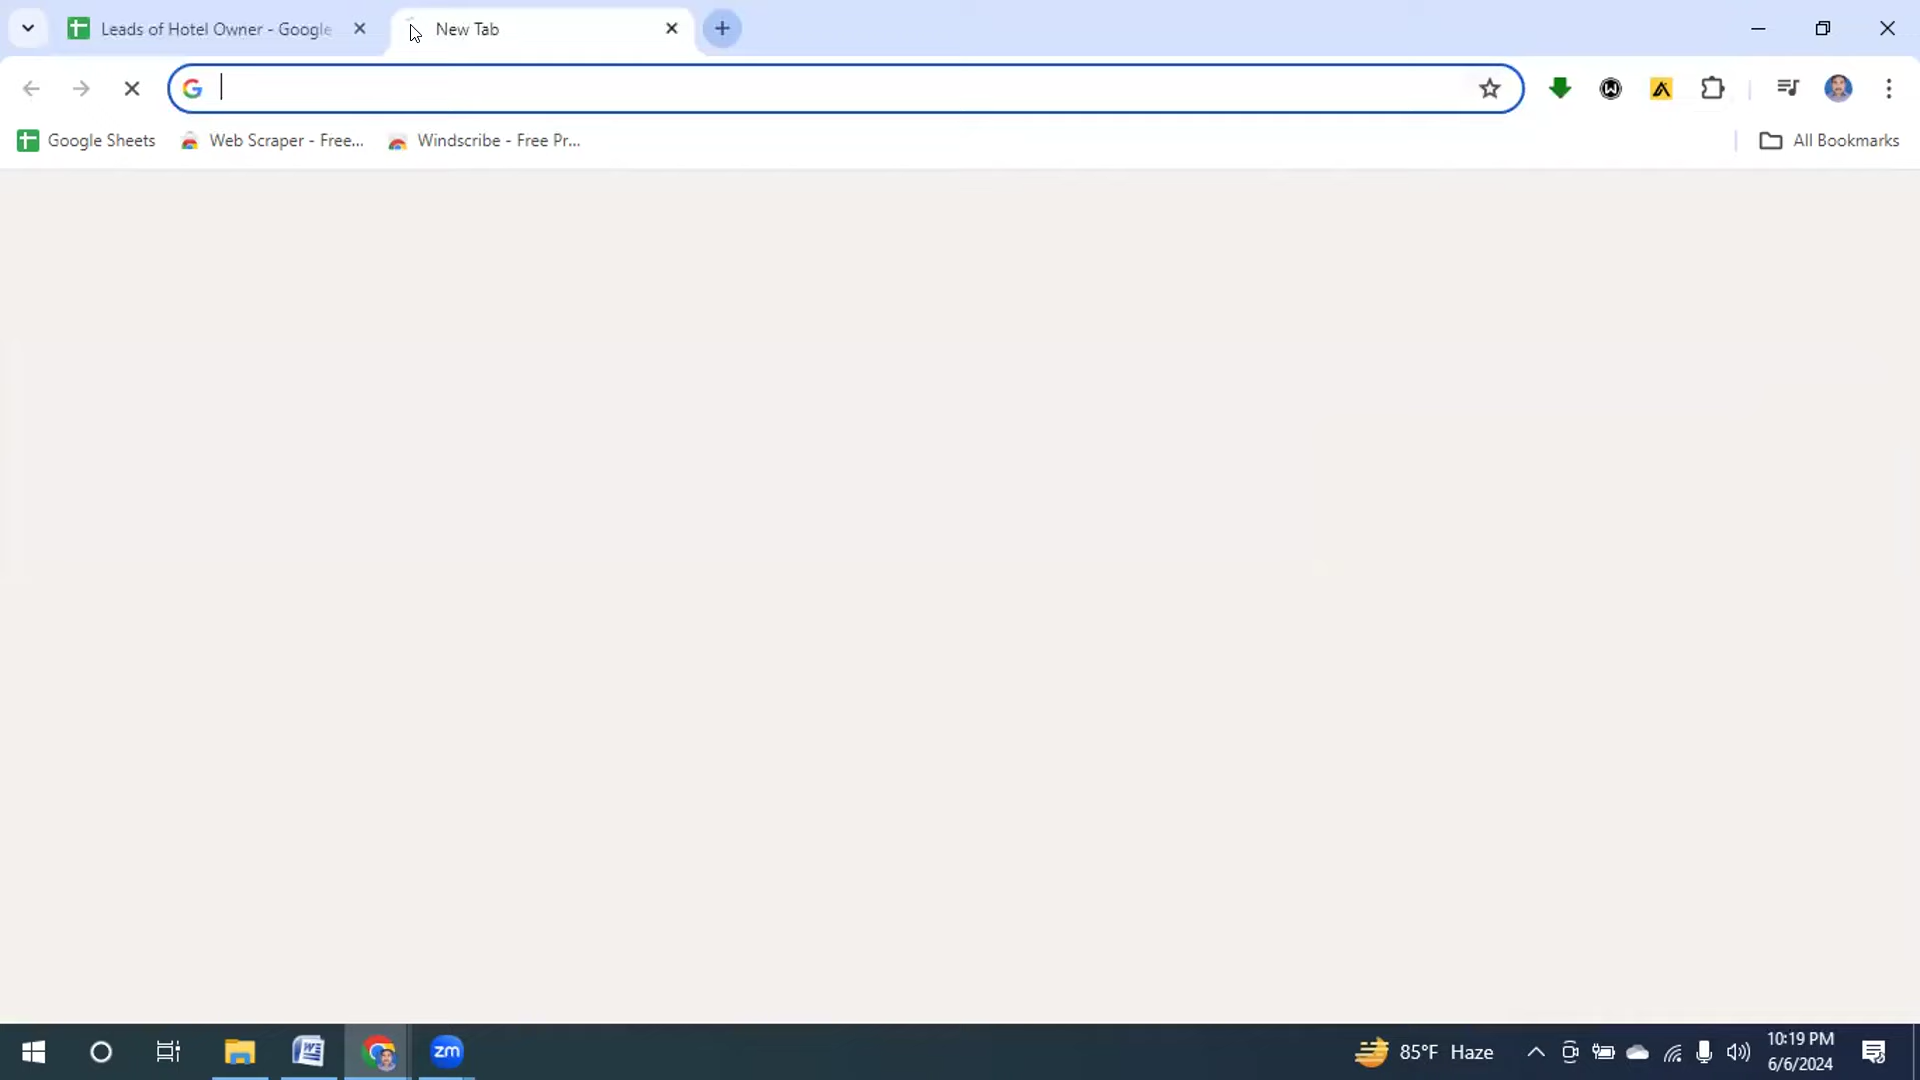 Leads of Hotel Owner - Google
New Tab
Google Sheets
Web Scraper - Free...
Windscribe - Free Pr...
All Bookmarks
W
zm
85°F Haze
10:19 PM
6/6/2024